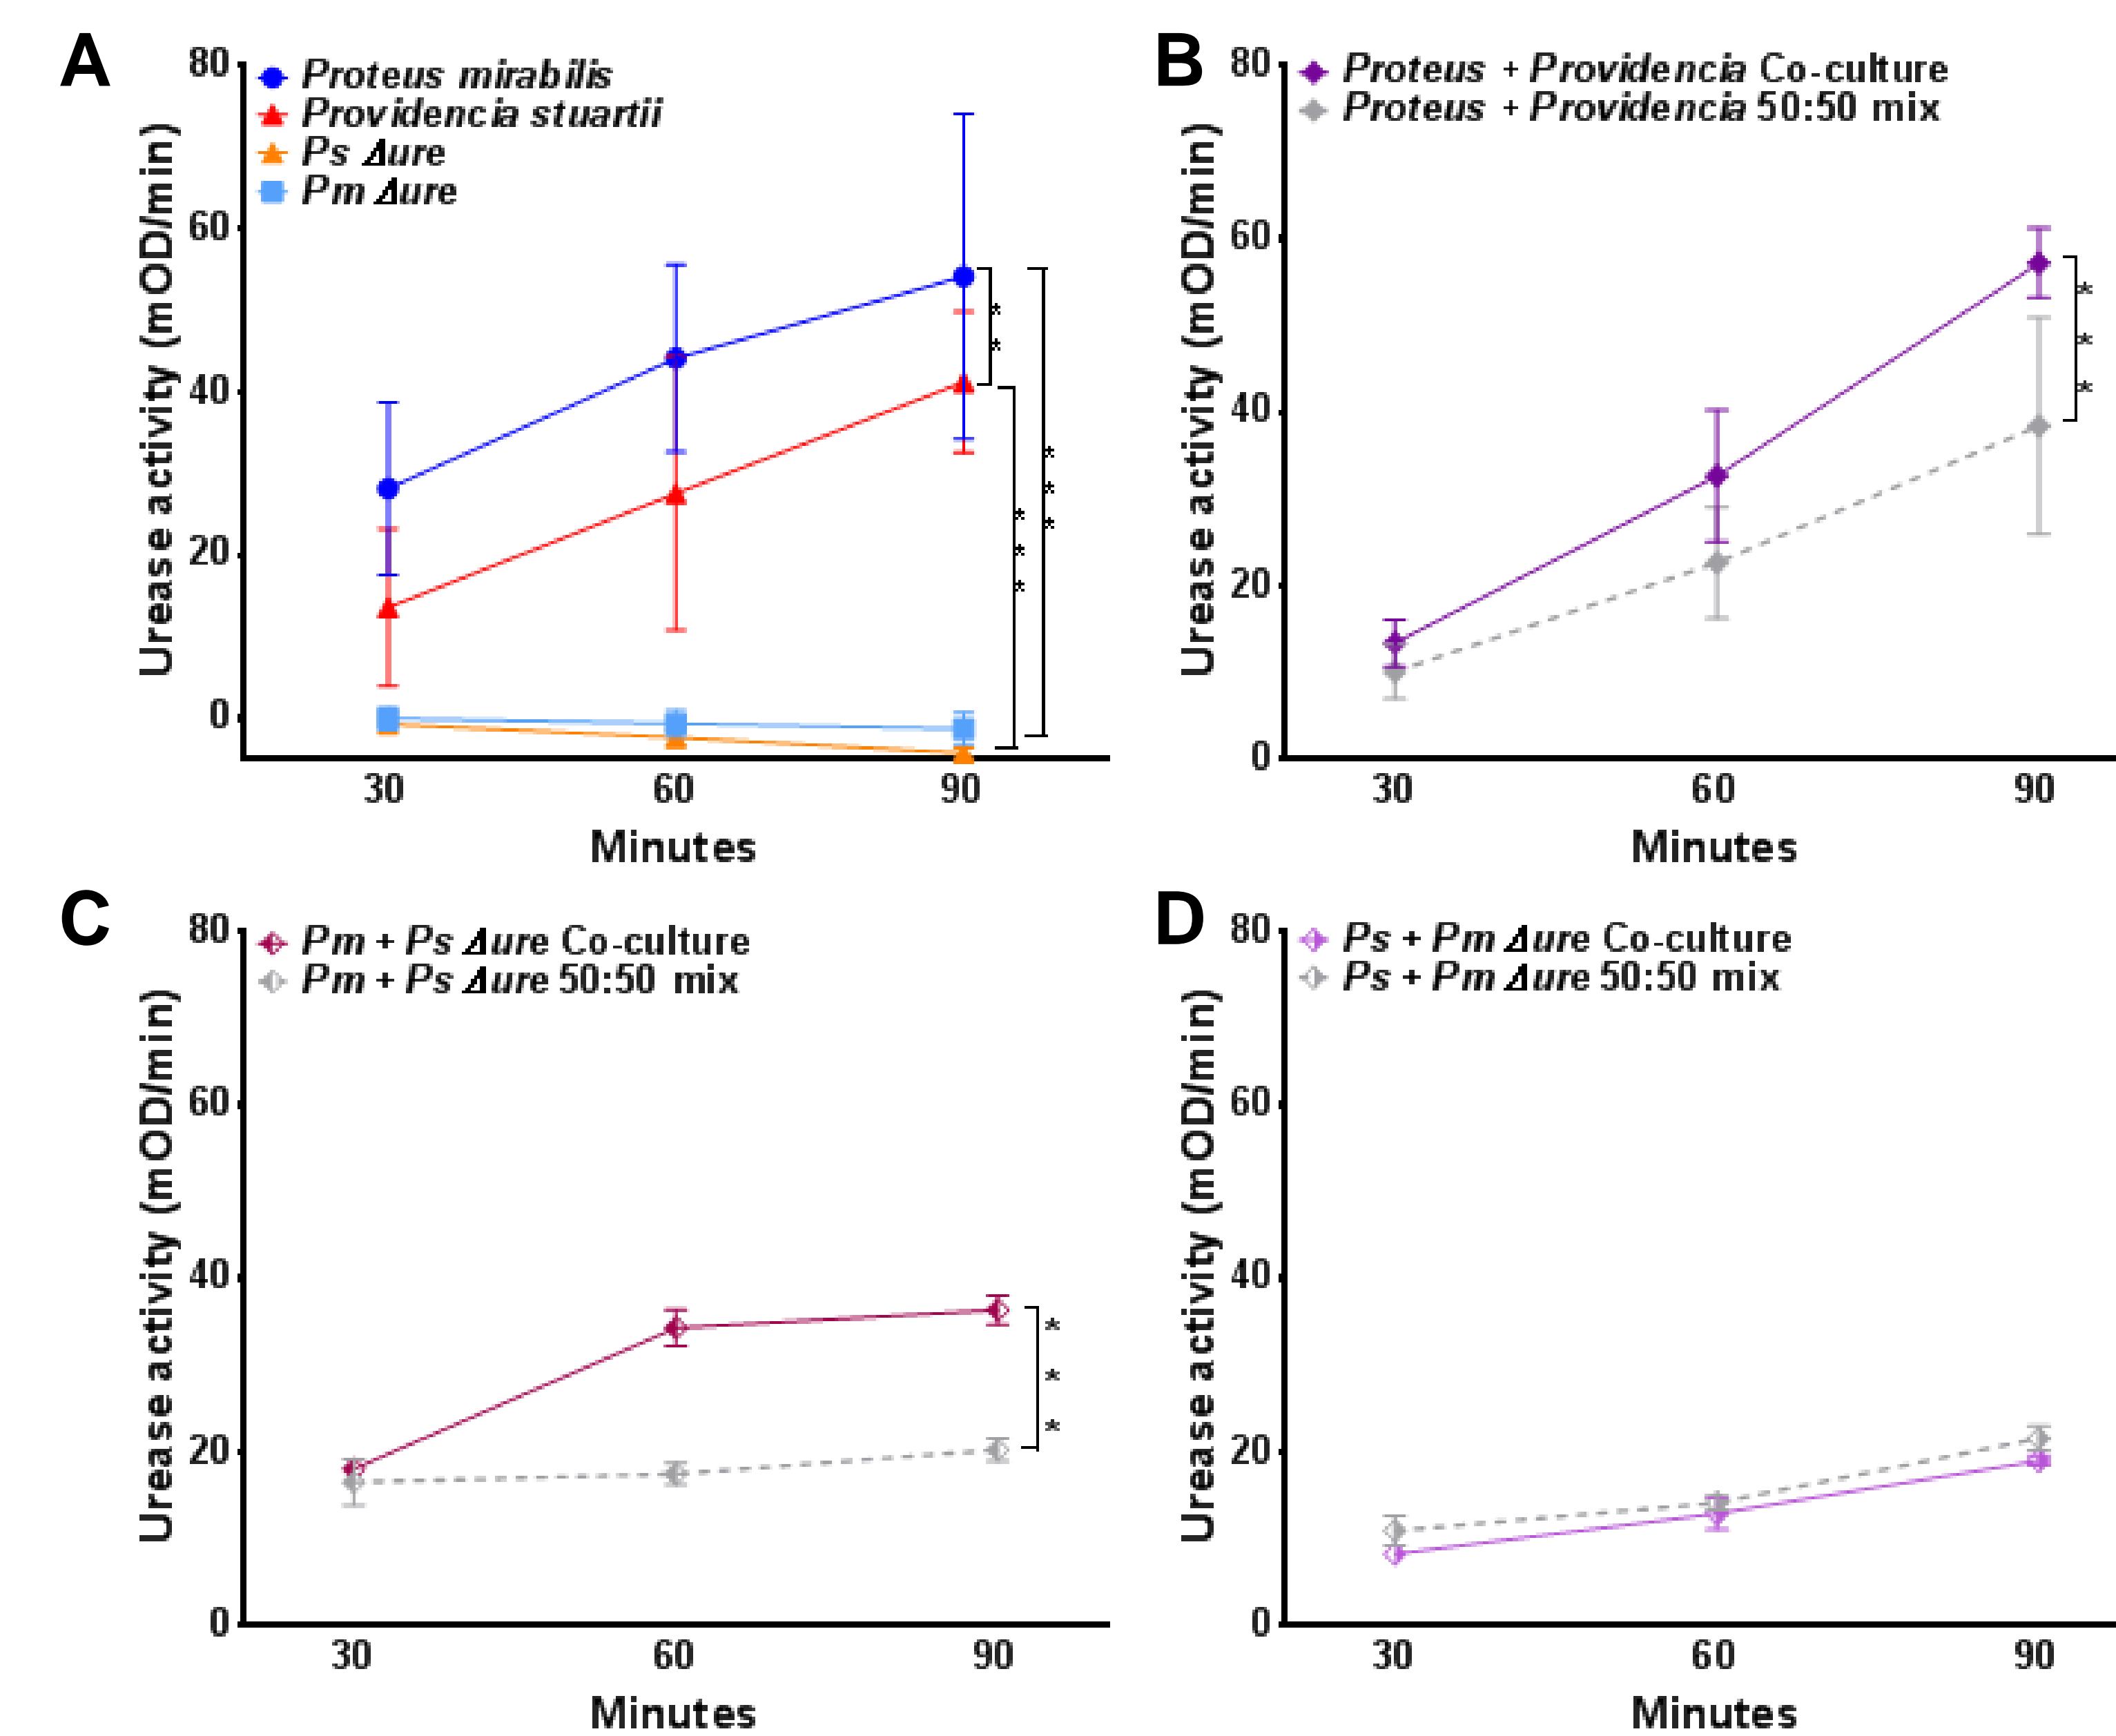 A
Urease activity (mOD/min)
80
60
40
20
0
Proteus mirabilis
Providencia stuartii
Ps Δure
Pm Δure
* *
* * *
* * *
30 60 90
Minutes
B
Urease activity (mOD/min)
80
60
40
20
0
Proteus + Providencia Co-culture
Proteus + Providencia 50:50 mix
* * *
30 60 90
Minutes
C
Urease activity (mOD/min)
80
60
40
20
0
Pm + Ps Δure Co-culture
Pm + Ps Δure 50:50 mix
* * *
30 60 90
Minutes
D
Urease activity (mOD/min)
80
60
40
20
0
Ps + Pm Δure Co-culture
Ps + Pm Δure 50:50 mix
30 60 90
Minutes